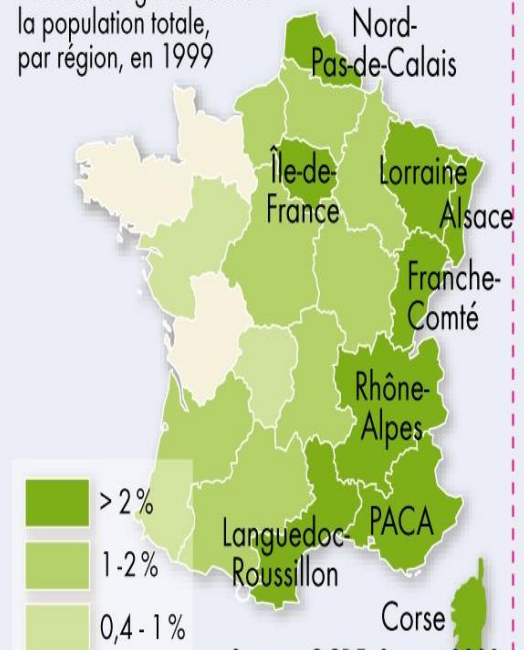 la population totale,
par région, en 1999
Nord-
Pas-de-Calais
Île-de-
France
Lorraine
Alsace
Franche-
Comté
Rhône-
Alpes
PACA
Languedoc-
Roussillon
Corse
> 2 %
1-2 %
0,4 - 1 %